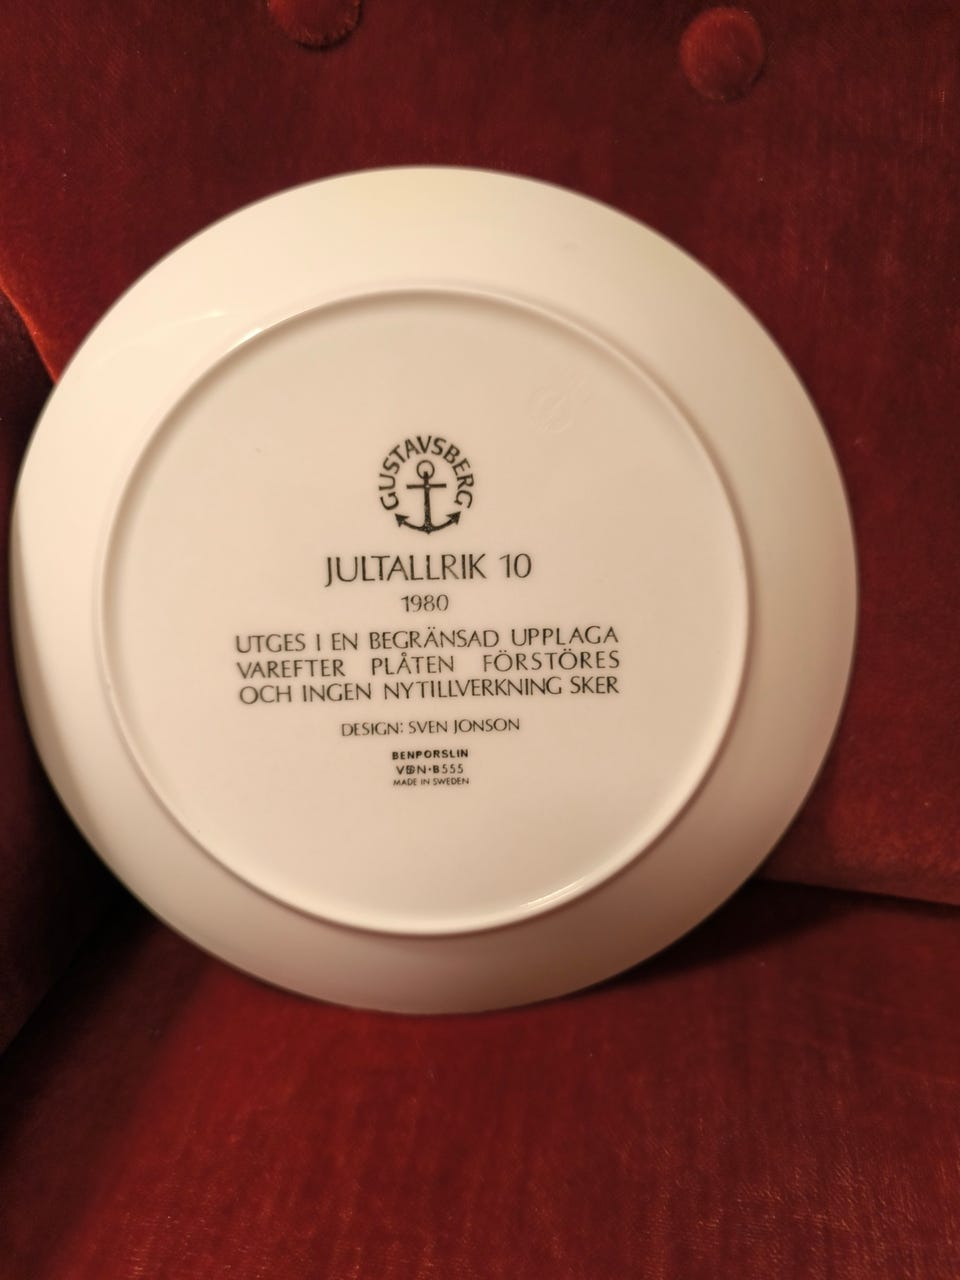 GUSTAVSBERG
JULTALLRIK 10
1980
UTGES I EN BEGRÄNSAD UPPLAGA
VAREFTER PLÅTEN FÖRSTÖRES
OCH INGEN NYTILLVERKNING SKER
DESIGN: SVEN JONSON
BENPORSLIN
VDN·B555
MADE IN SWEDEN